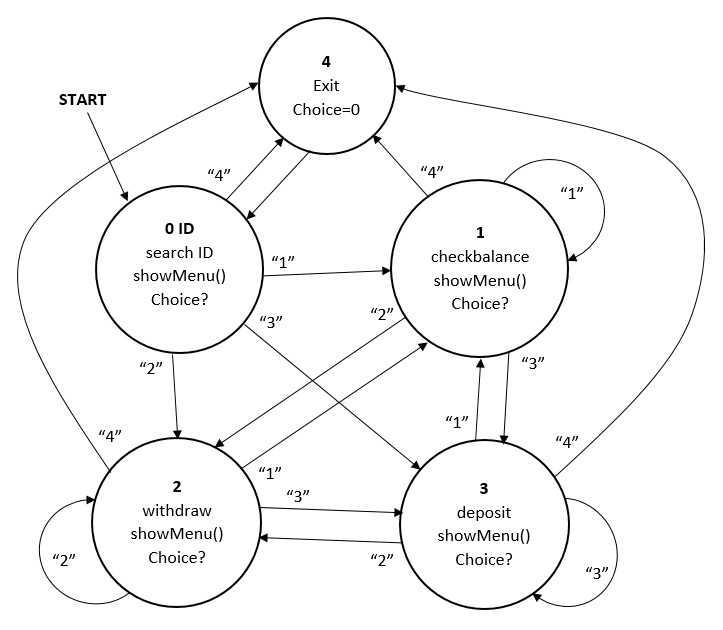 4
Exit
Choice=0
START
“4”
“4”
“1”
0 ID
search ID
showMenu()
Choice?
1
checkbalance
showMenu()
Choice?
“1”
“3”
“2”
“2”
“3”
“4”
“1”
“4”
“1”
2
withdraw
showMenu()
Choice?
“3”
3
deposit
showMenu()
Choice?
“2”
“2”
“3”